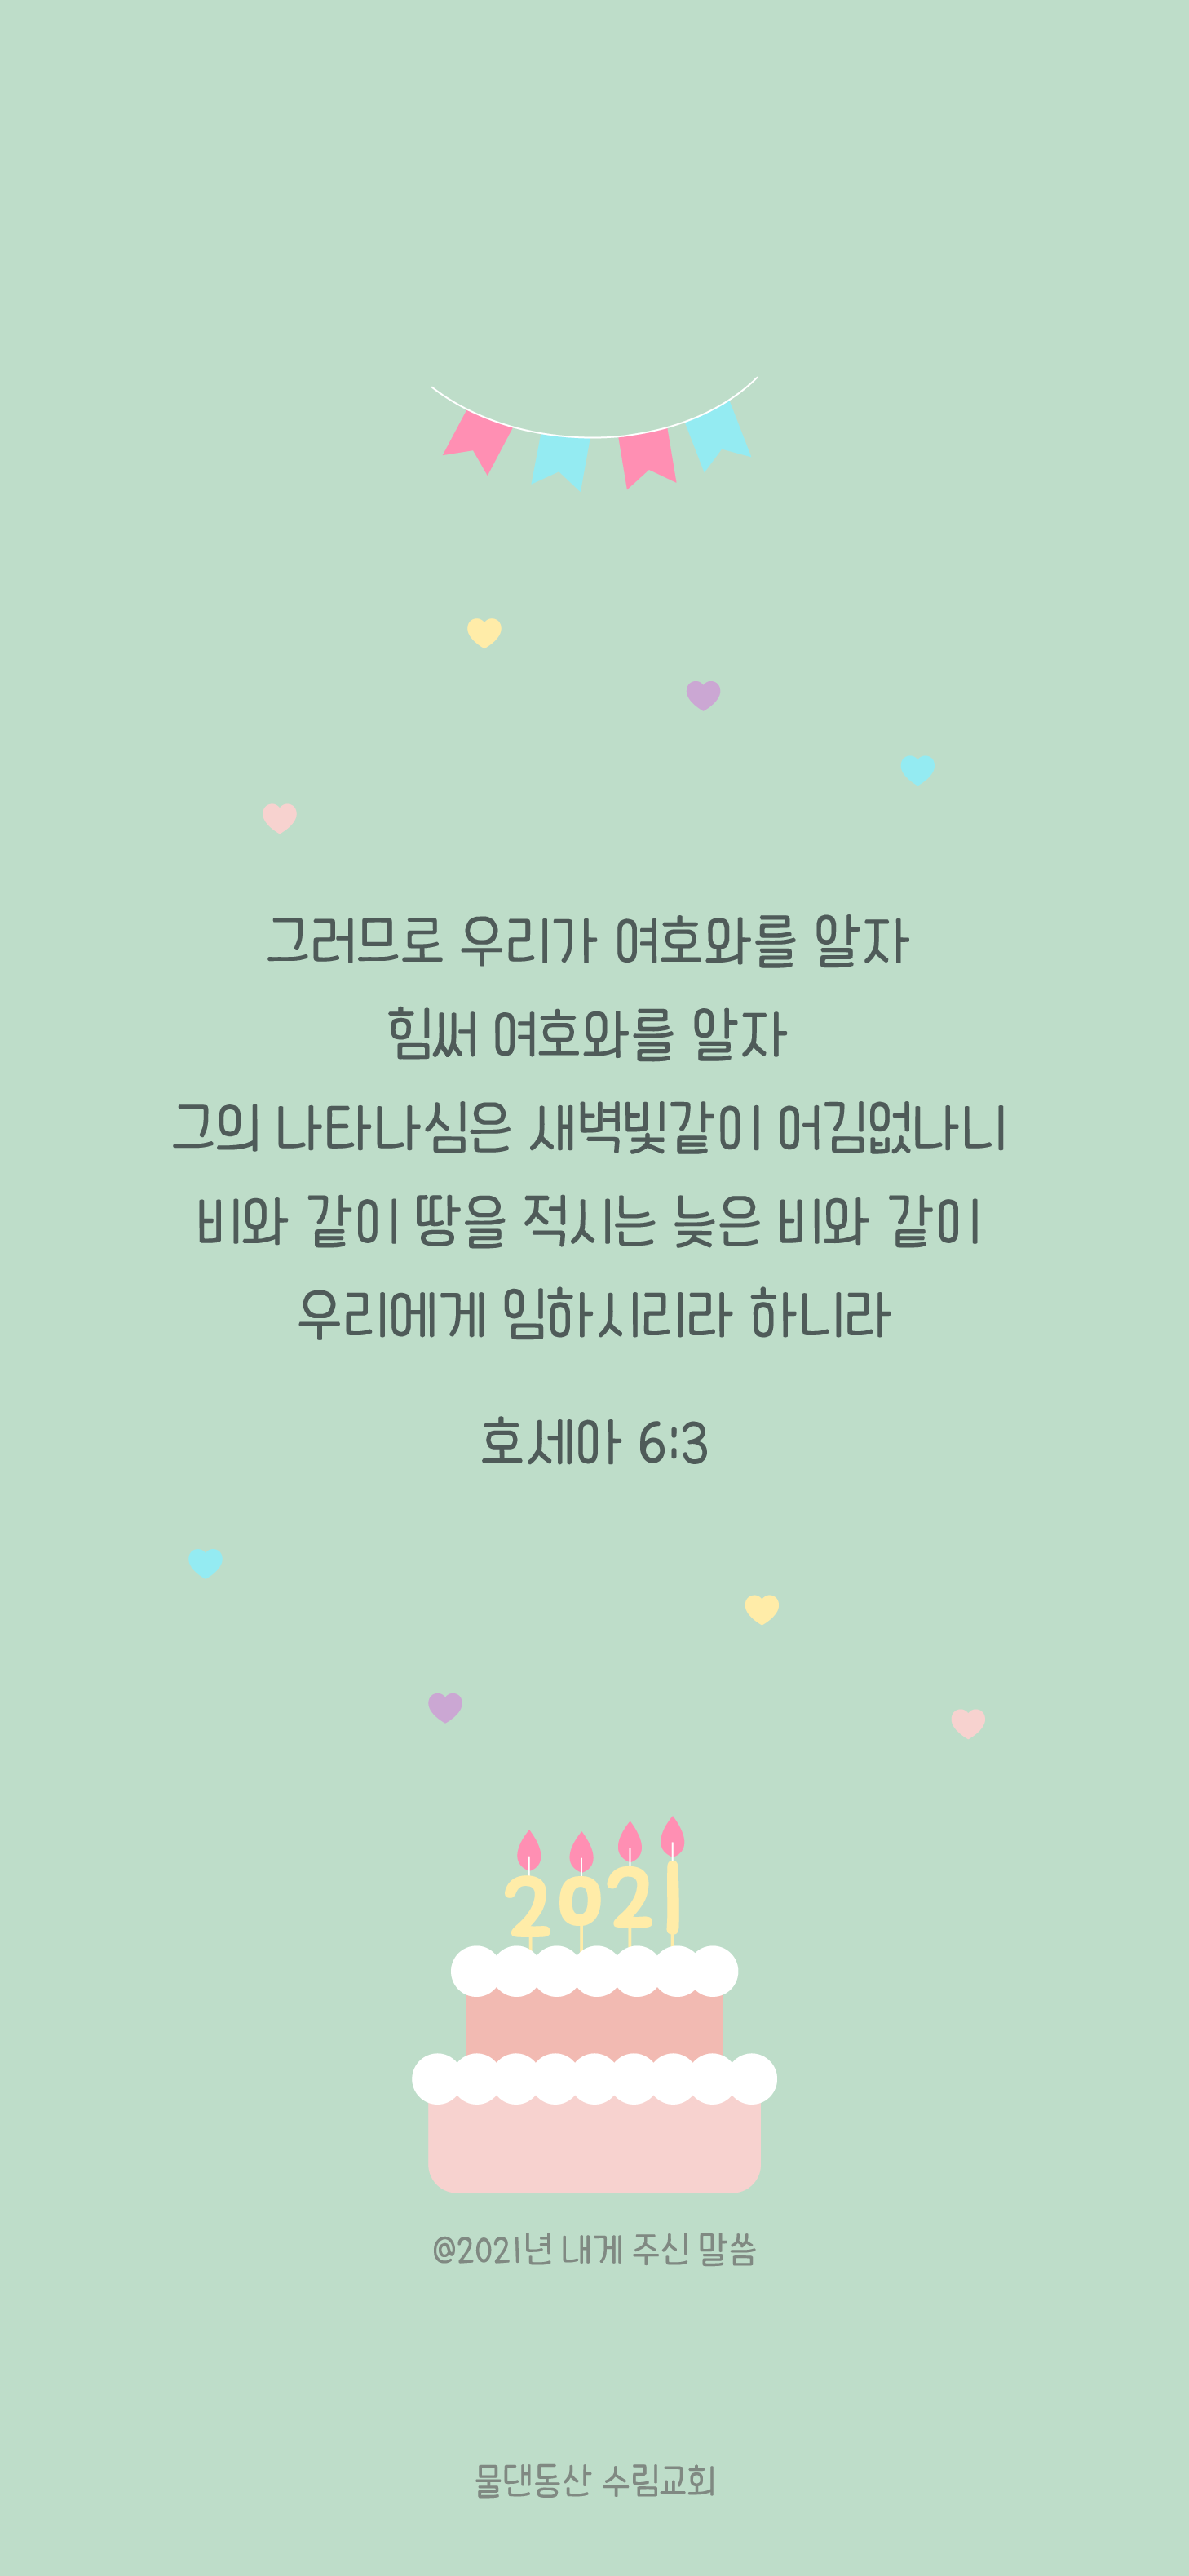 그러므로 우리가 여호와를 알자
힘써 여호와를 알자
그의 나타나심은 새벽빛같이 어김없나니
비와 같이 땅을 적시는 늦은 비와 같이
우리에게 임하시리라 하니라
호세아 6:3
2021
@2021년 내게 주신 말씀
물댄동산 수림교회